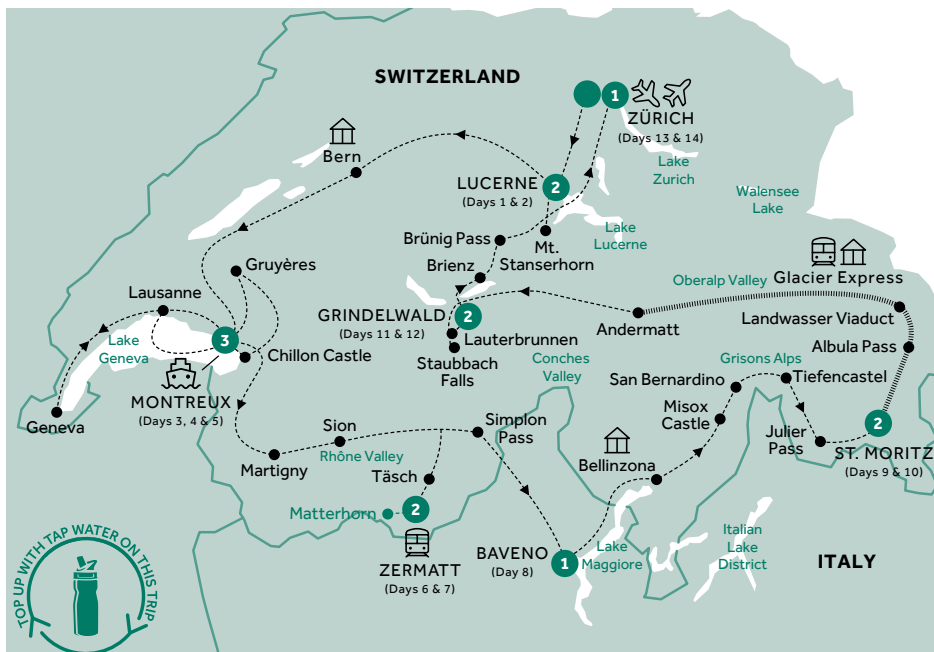 SWITZERLAND
1
ZÜRICH
(Days 13 & 14)
Lake
Zurich
Bern
LUCERNE
(Days 1 & 2)
2
Walensee
Lake
Lake
Lucerne
Brünig Pass
Mt.
Stanserhorn
Gruyères
Brienz
Oberalp Valley
Glacier Express
Lausanne
GRINDELWALD
(Days 11 & 12)
2
Andermatt
Landwasser Viaduct
Lake
Geneva
3
Chillon Castle
Lauterbrunnen
Staubbach
Falls
Conches
Valley
Grisons Alps
Albula Pass
MONTREUX
(Days 3, 4 & 5)
Geneva
San Bernardino
Tiefencastel
Misox
Castle
Sion
Simplon
Pass
Julier
Pass
2
ST. MORITZ
(Days 9 & 10)
Martigny
Rhône Valley
Bellinzona
Täsch
Matterhorn
2
ZERMATT
(Days 6 & 7)
BAVENO
(Day 8)
1
Lake
Maggiore
Italian
Lake
District
ITALY
TOP UP WITH TAP WATER ON THIS TRIP